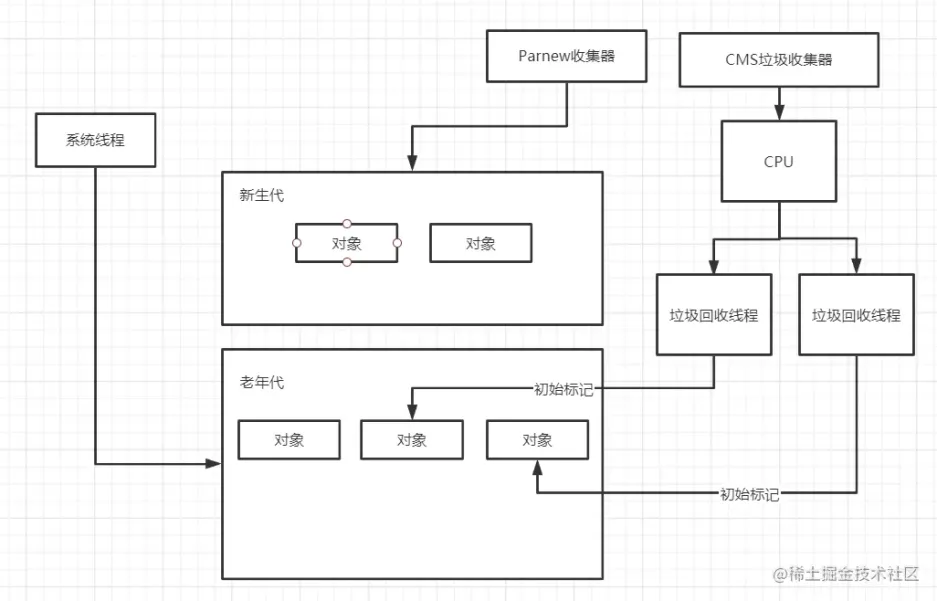 Parnew收集器
CMS垃圾收集器
系统线程
CPU
新生代
对象
对象
垃圾回收线程
垃圾回收线程
老年代
初始标记
对象
对象
对象
初始标记
@稀土掘金技术社区